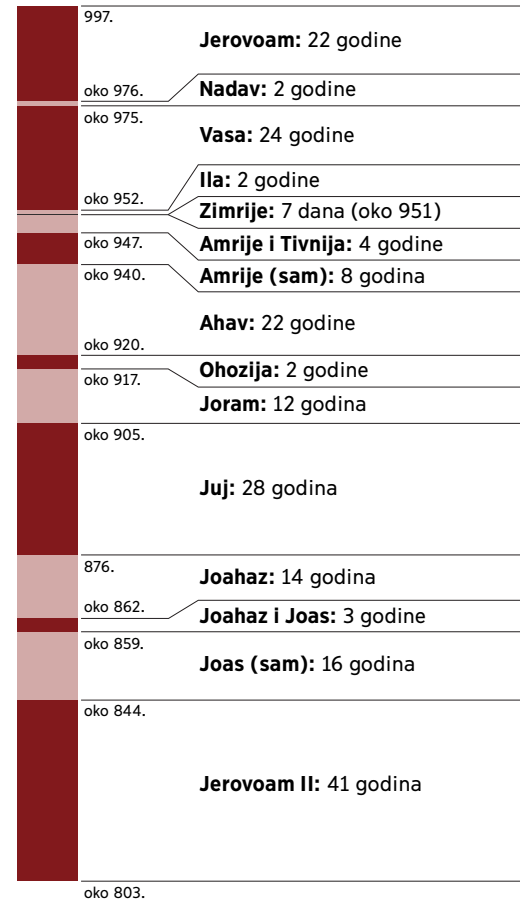 997.
Jerovoam: 22 godine
oko 976.
Nadav: 2 godine
oko 975.
Vasa: 24 godine
Ila: 2 godine
oko 952.
Zimrije: 7 dana (oko 951)
oko 947.
Amrije i Tivnija: 4 godine
oko 940.
Amrije (sam): 8 godina
Ahav: 22 godine
oko 920.
Ohozija: 2 godine
oko 917.
Joram: 12 godina
oko 905.
Juj: 28 godina
876.
Joahaz: 14 godina
oko 862.
Joahaz i Joas: 3 godine
oko 859.
Joas (sam): 16 godina
oko 844.
Jerovoam II: 41 godina
oko 803.